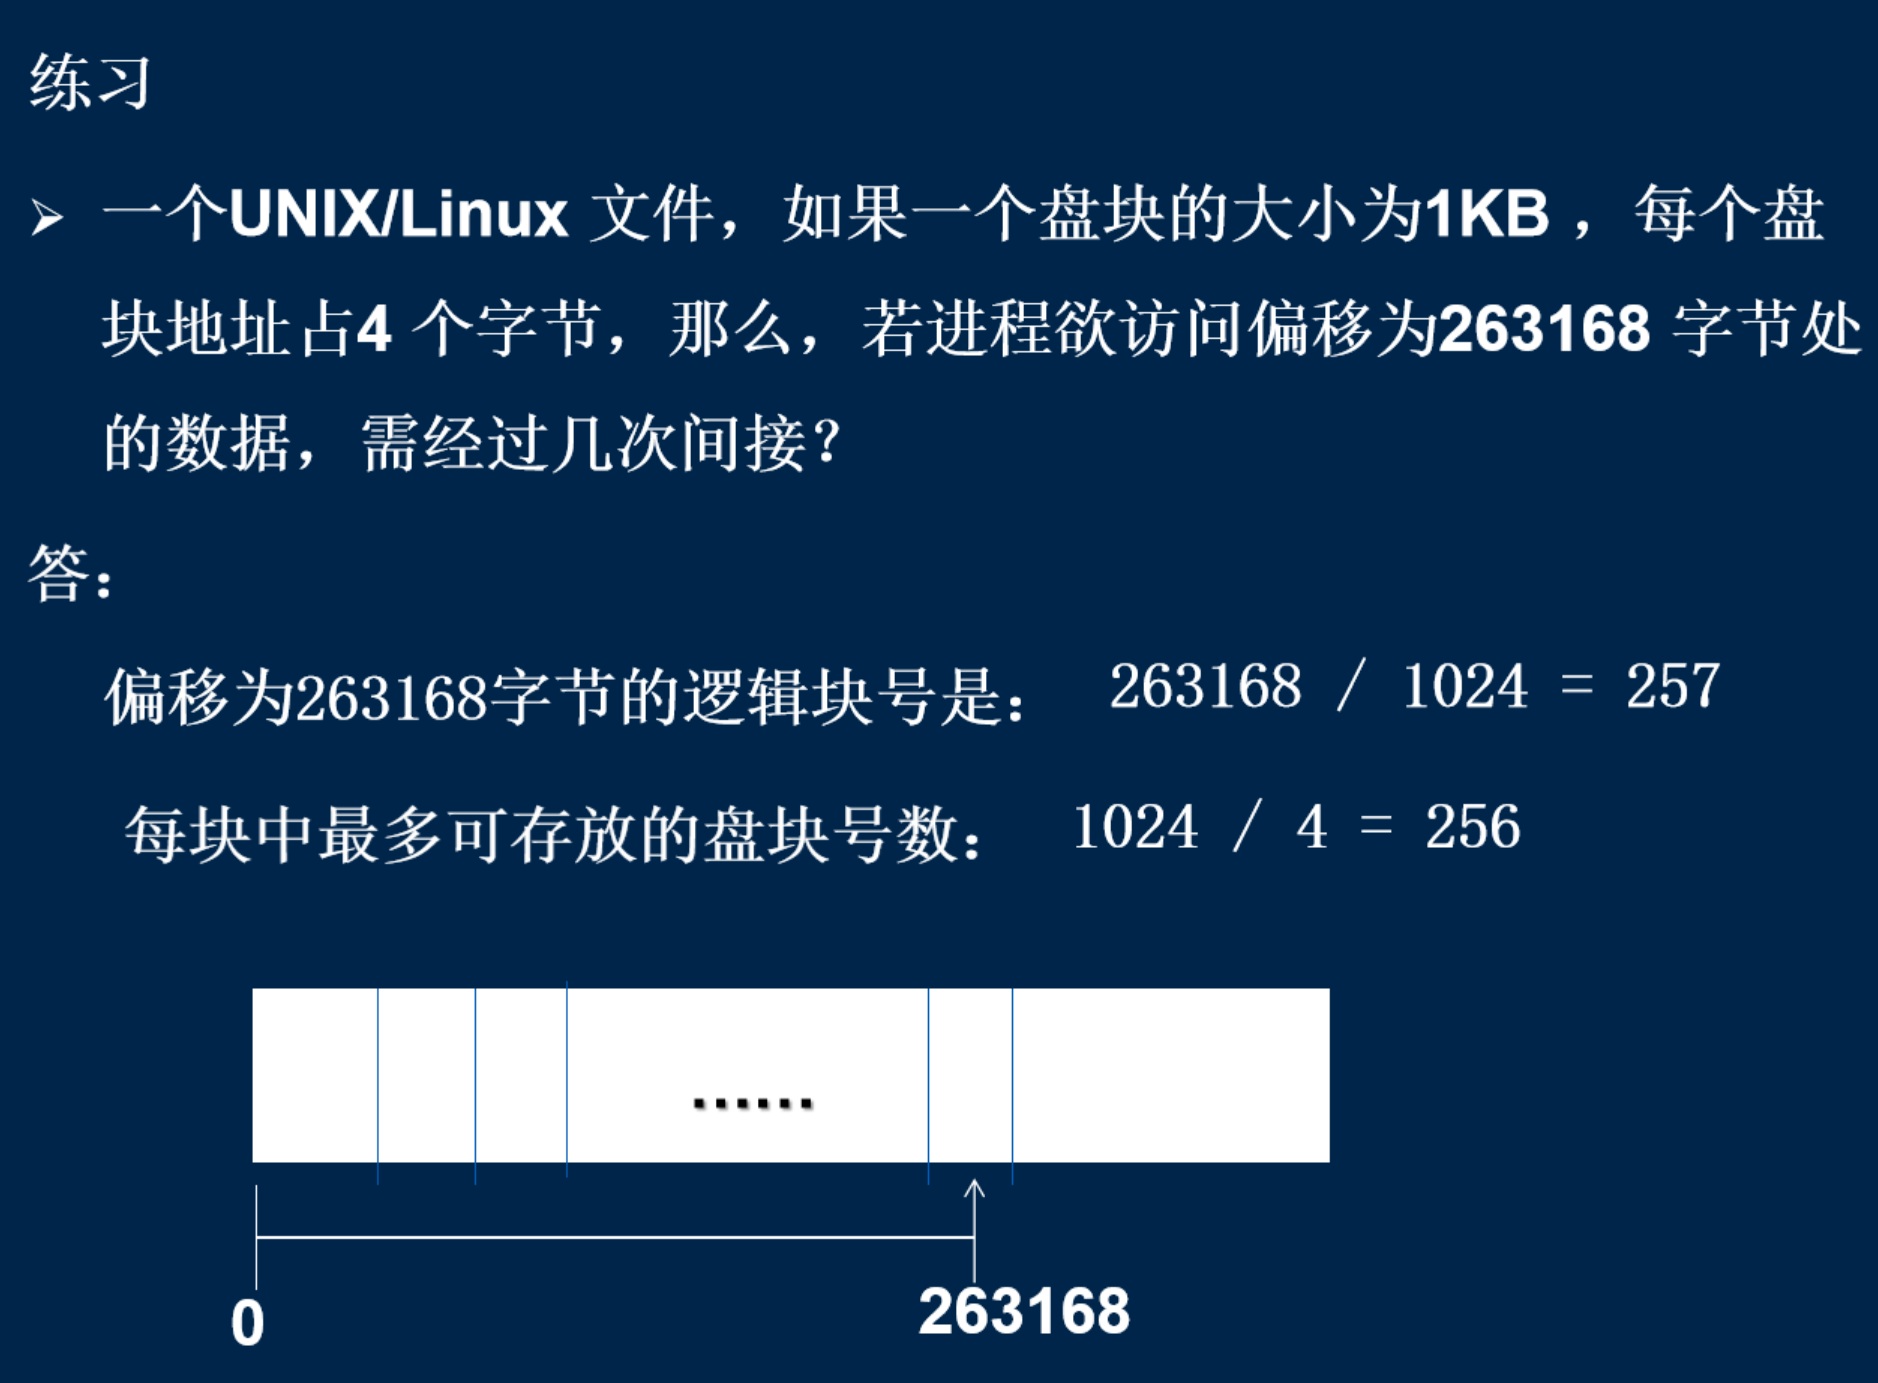 练习
➢ 一个UNIX/Linux 文件，如果一个盘块的大小为1KB ，每个盘
块地址占4 个字节，那么，若进程欲访问偏移为263168 字节处
的数据，需经过几次间接？
答：
偏移为263168字节的逻辑块号是： 263168 / 1024 = 257
每块中最多可存放的盘块号数： 1024 / 4 = 256
......
0
263168